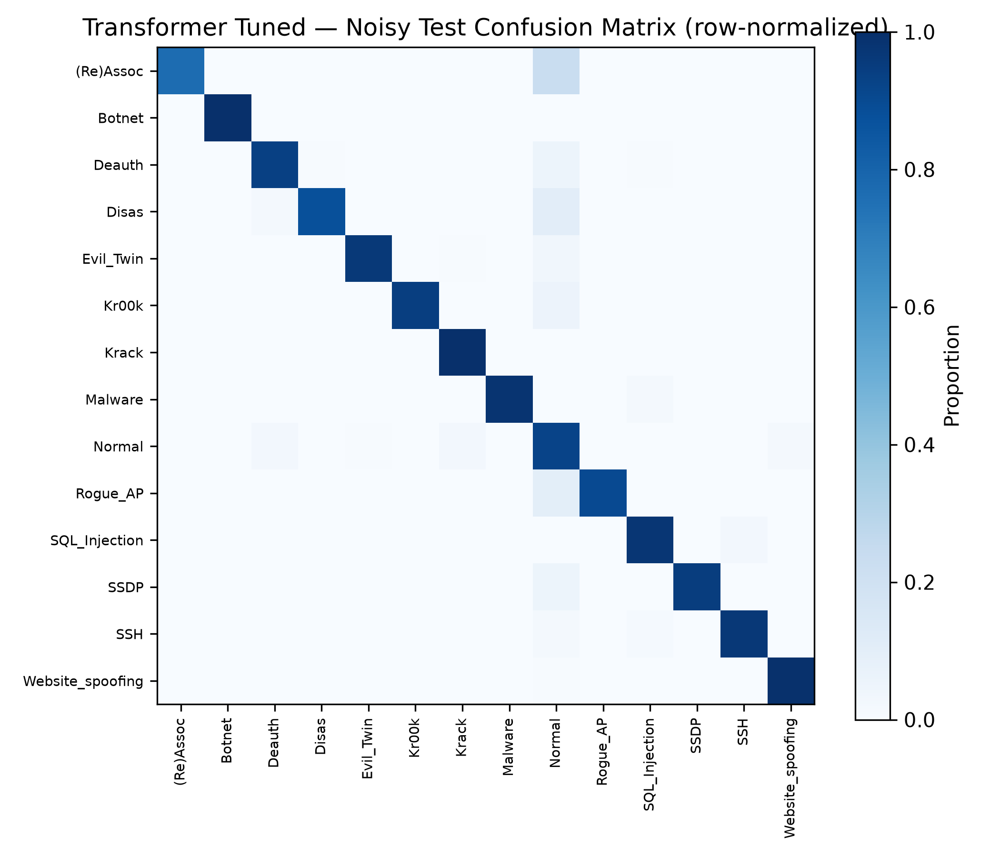 Transformer Tuned — Noisy Test Confusion Matrix (row-normalized)
(Re)Assoc
Botnet
Deauth
Disas
Evil_Twin
Kr00k
Krack
Malware
Normal
Rogue_AP
SQL_Injection
SSDP
SSH
Website_spoofing
(Re)Assoc
Botnet
Deauth
Disas
Evil_Twin
Kr00k
Krack
Malware
Normal
Rogue_AP
SQL_Injection
SSDP
SSH
Website_spoofing
1.0
0.8
0.6
0.4
0.2
0.0
Proportion